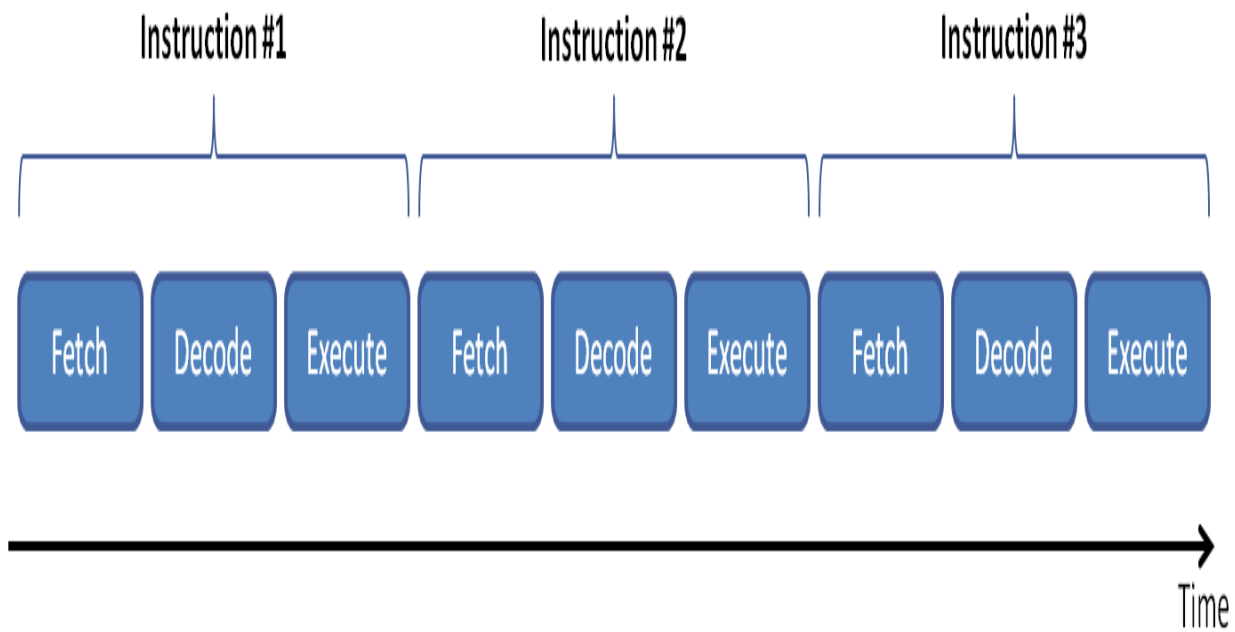 Instruction #1
Instruction #2
Instruction #3
Fetch
Decode
Execute
Fetch
Decode
Execute
Fetch
Decode
Execute
Time